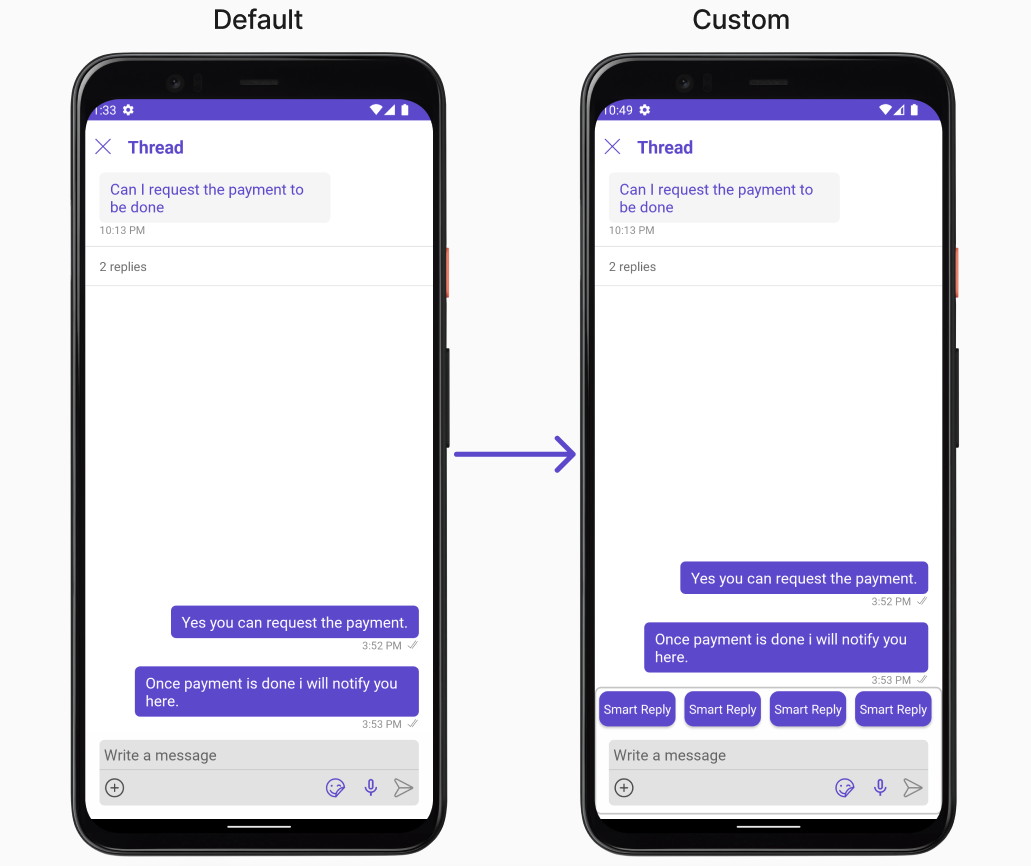 Default
1:33
Thread
Can I request the payment to
be done
10:13 PM
2 replies
Yes you can request the payment.
3:52 PM
Once payment is done i will notify you
here.
3:53 PM
Write a message
Custom
10:49
Thread
Can I request the payment to
be done
10:13 PM
2 replies
Yes you can request the payment.
3:52 PM
Once payment is done i will notify you
here.
3:53 PM
Smart Reply Smart Reply Smart Reply Smart Reply
Write a message